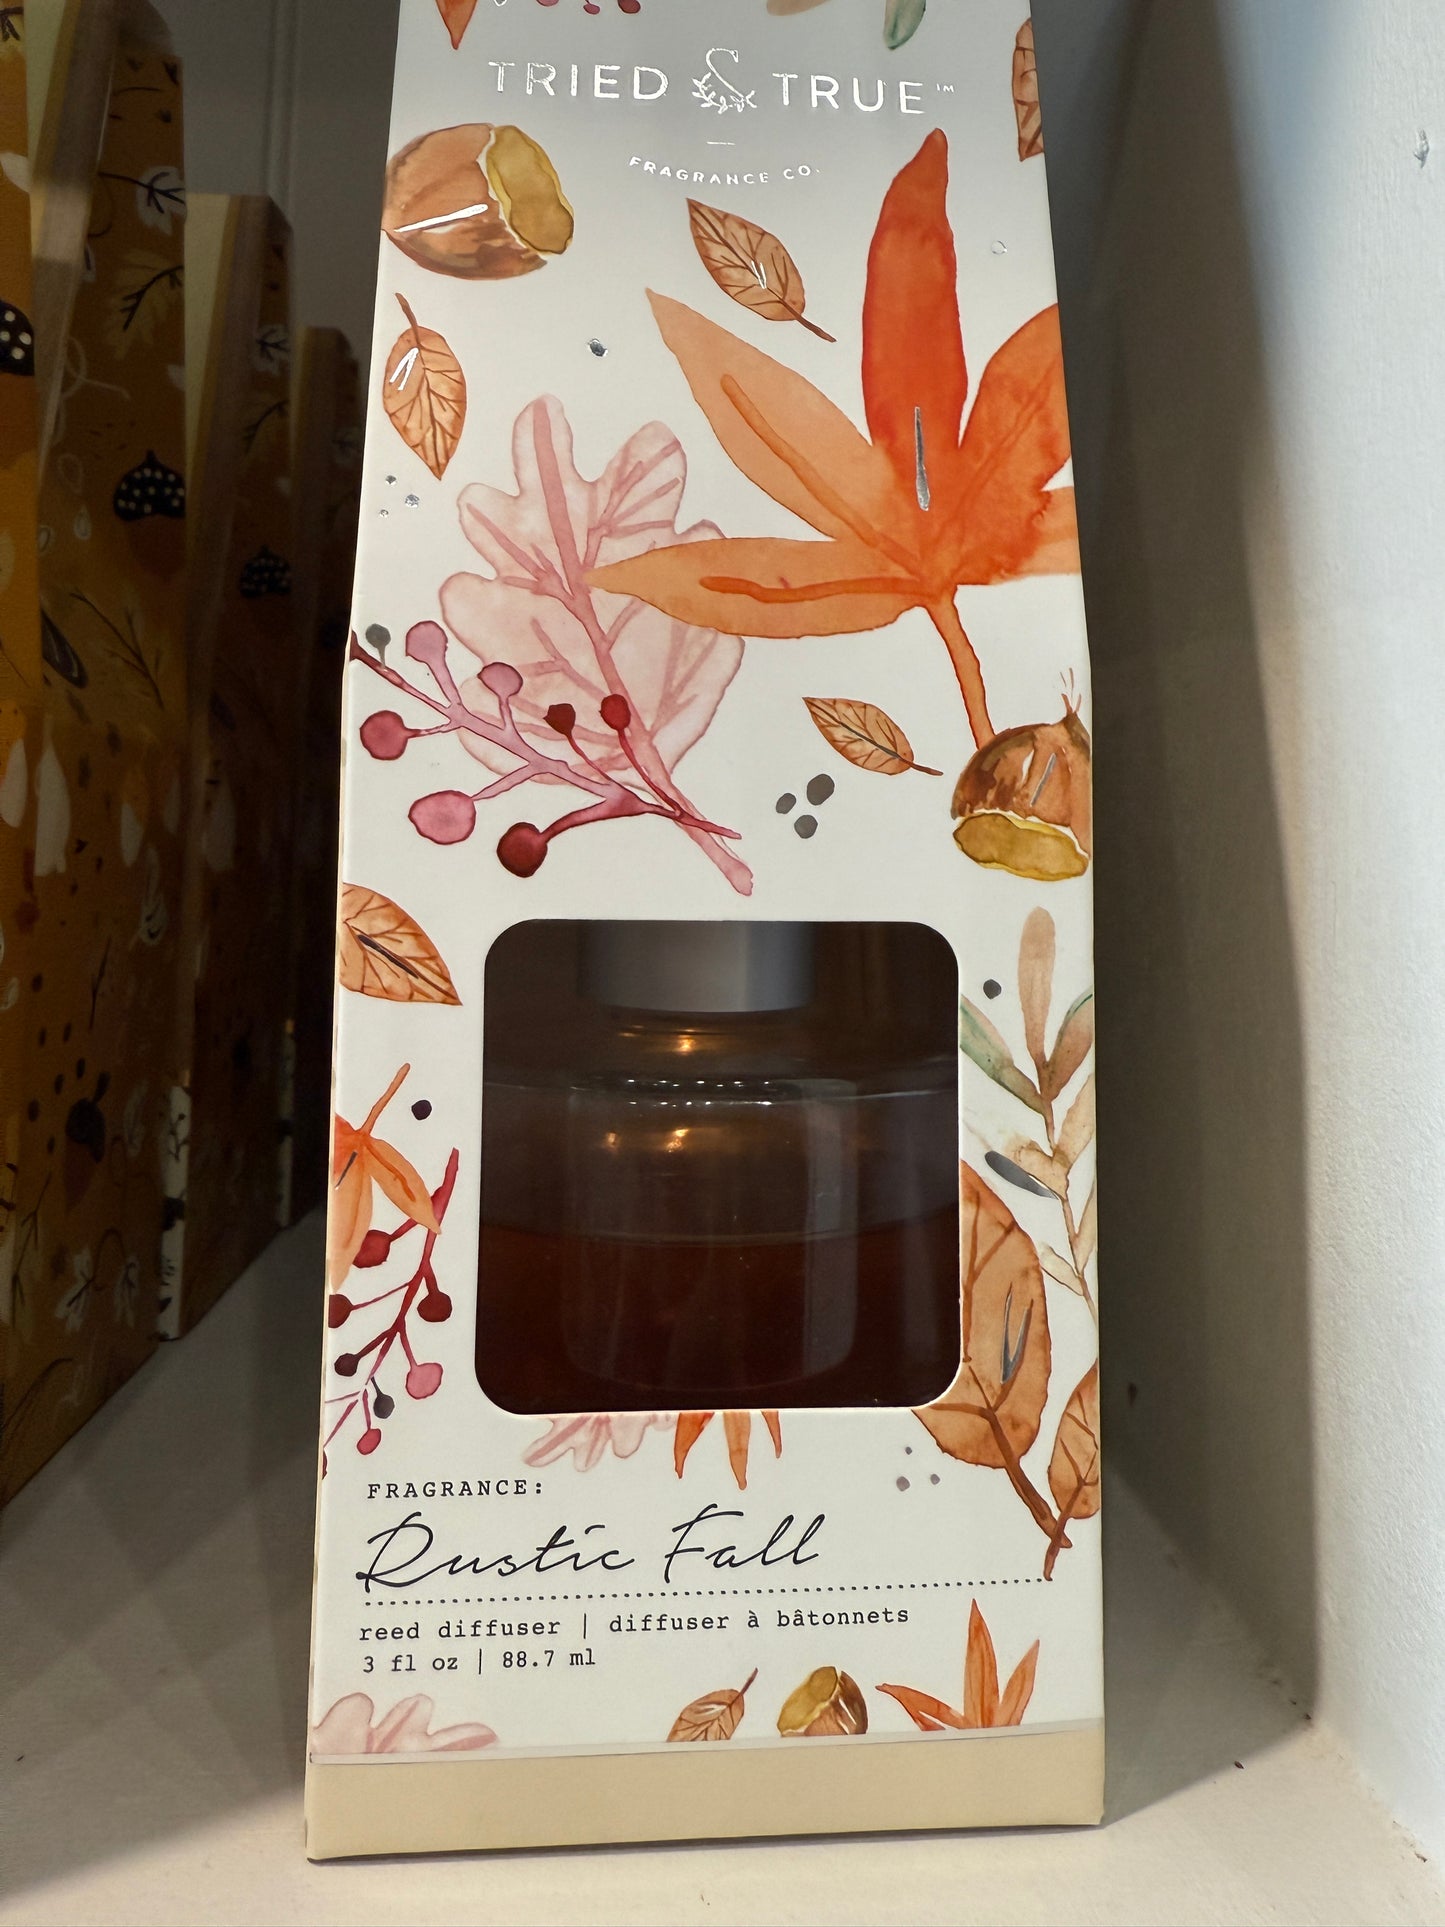 TRIED & TRUE™
FRAGRANCE CO.
FRAGRANCE:
Rustic Fall
reed diffuser | diffuser à bâtonnets
3 fl oz | 88.7 ml